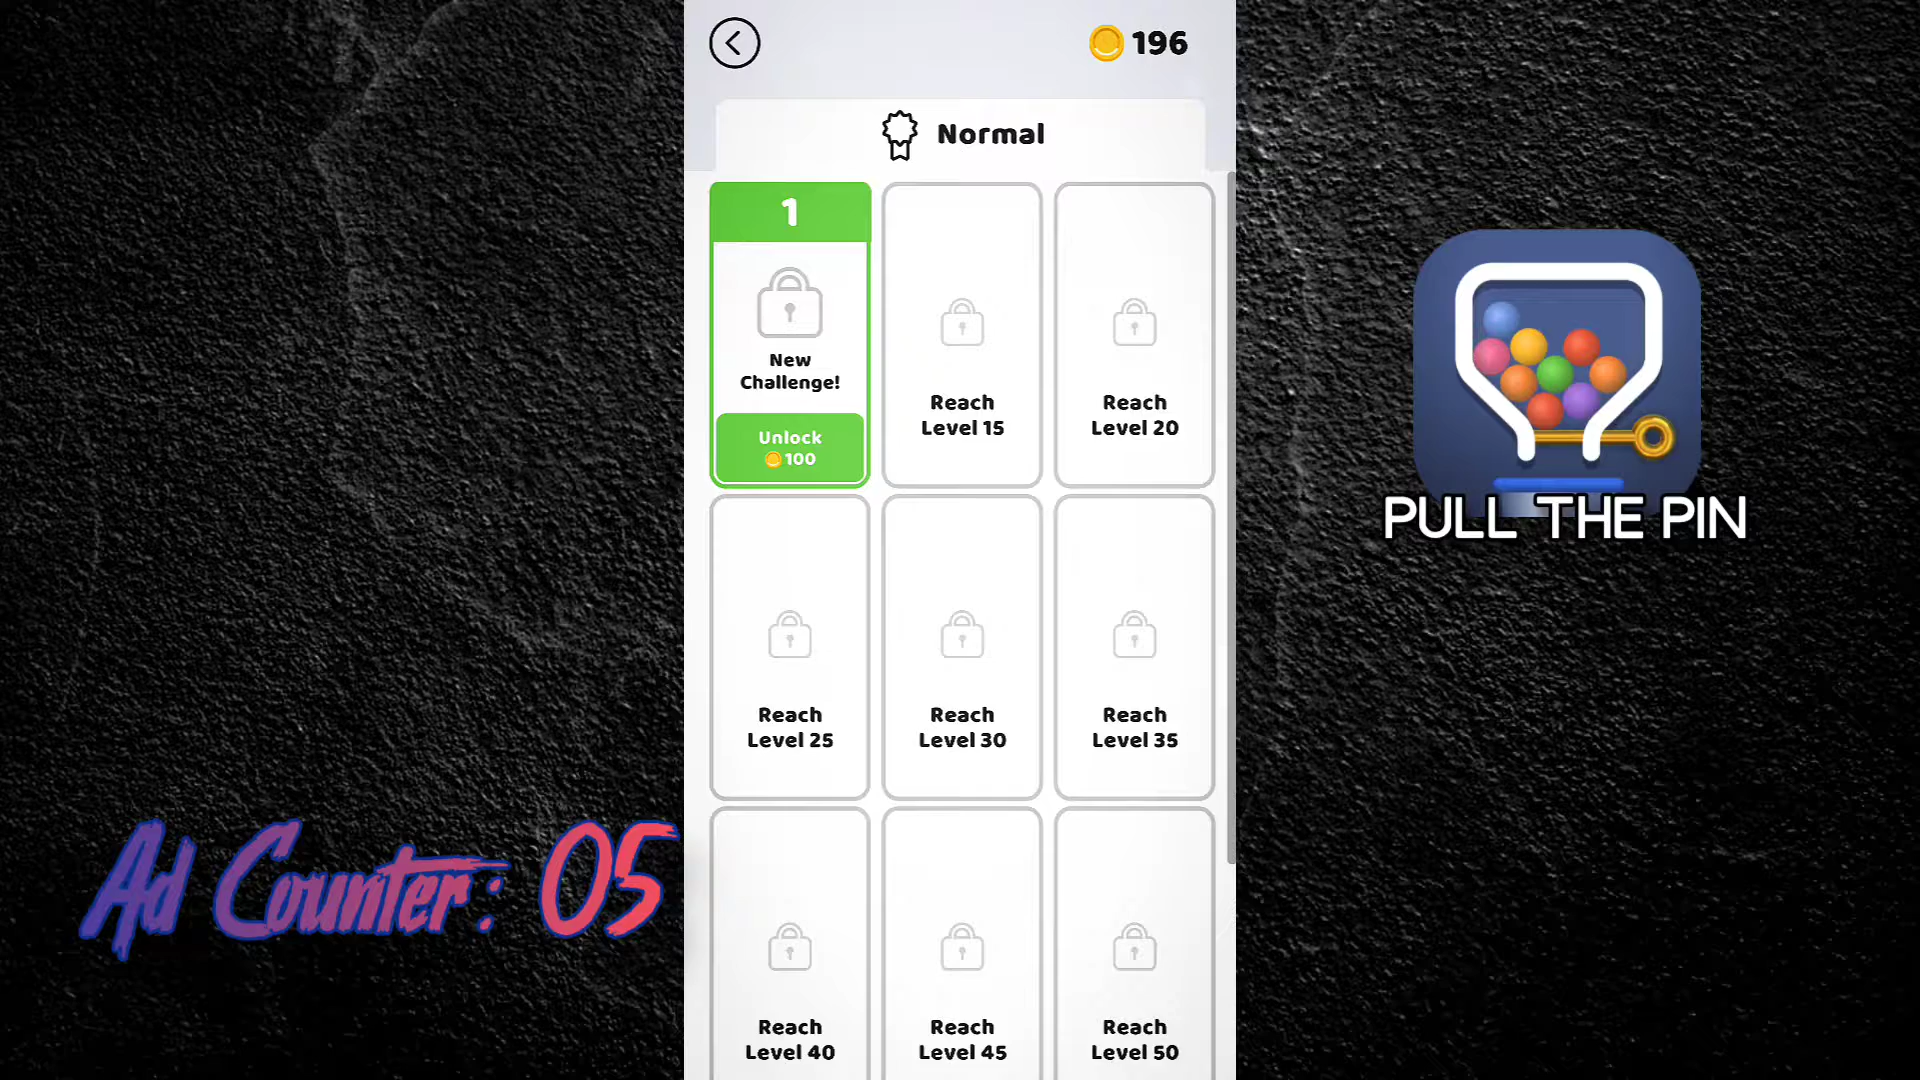 196
Normal
1
New
Challenge!
Unlock
100
Reach
Level 15
Reach
Level 20
Reach
Level 25
Reach
Level 30
Reach
Level 35
Reach
Level 40
Reach
Level 45
Reach
Level 50
Ad Counter: 05
PULL THE PIN